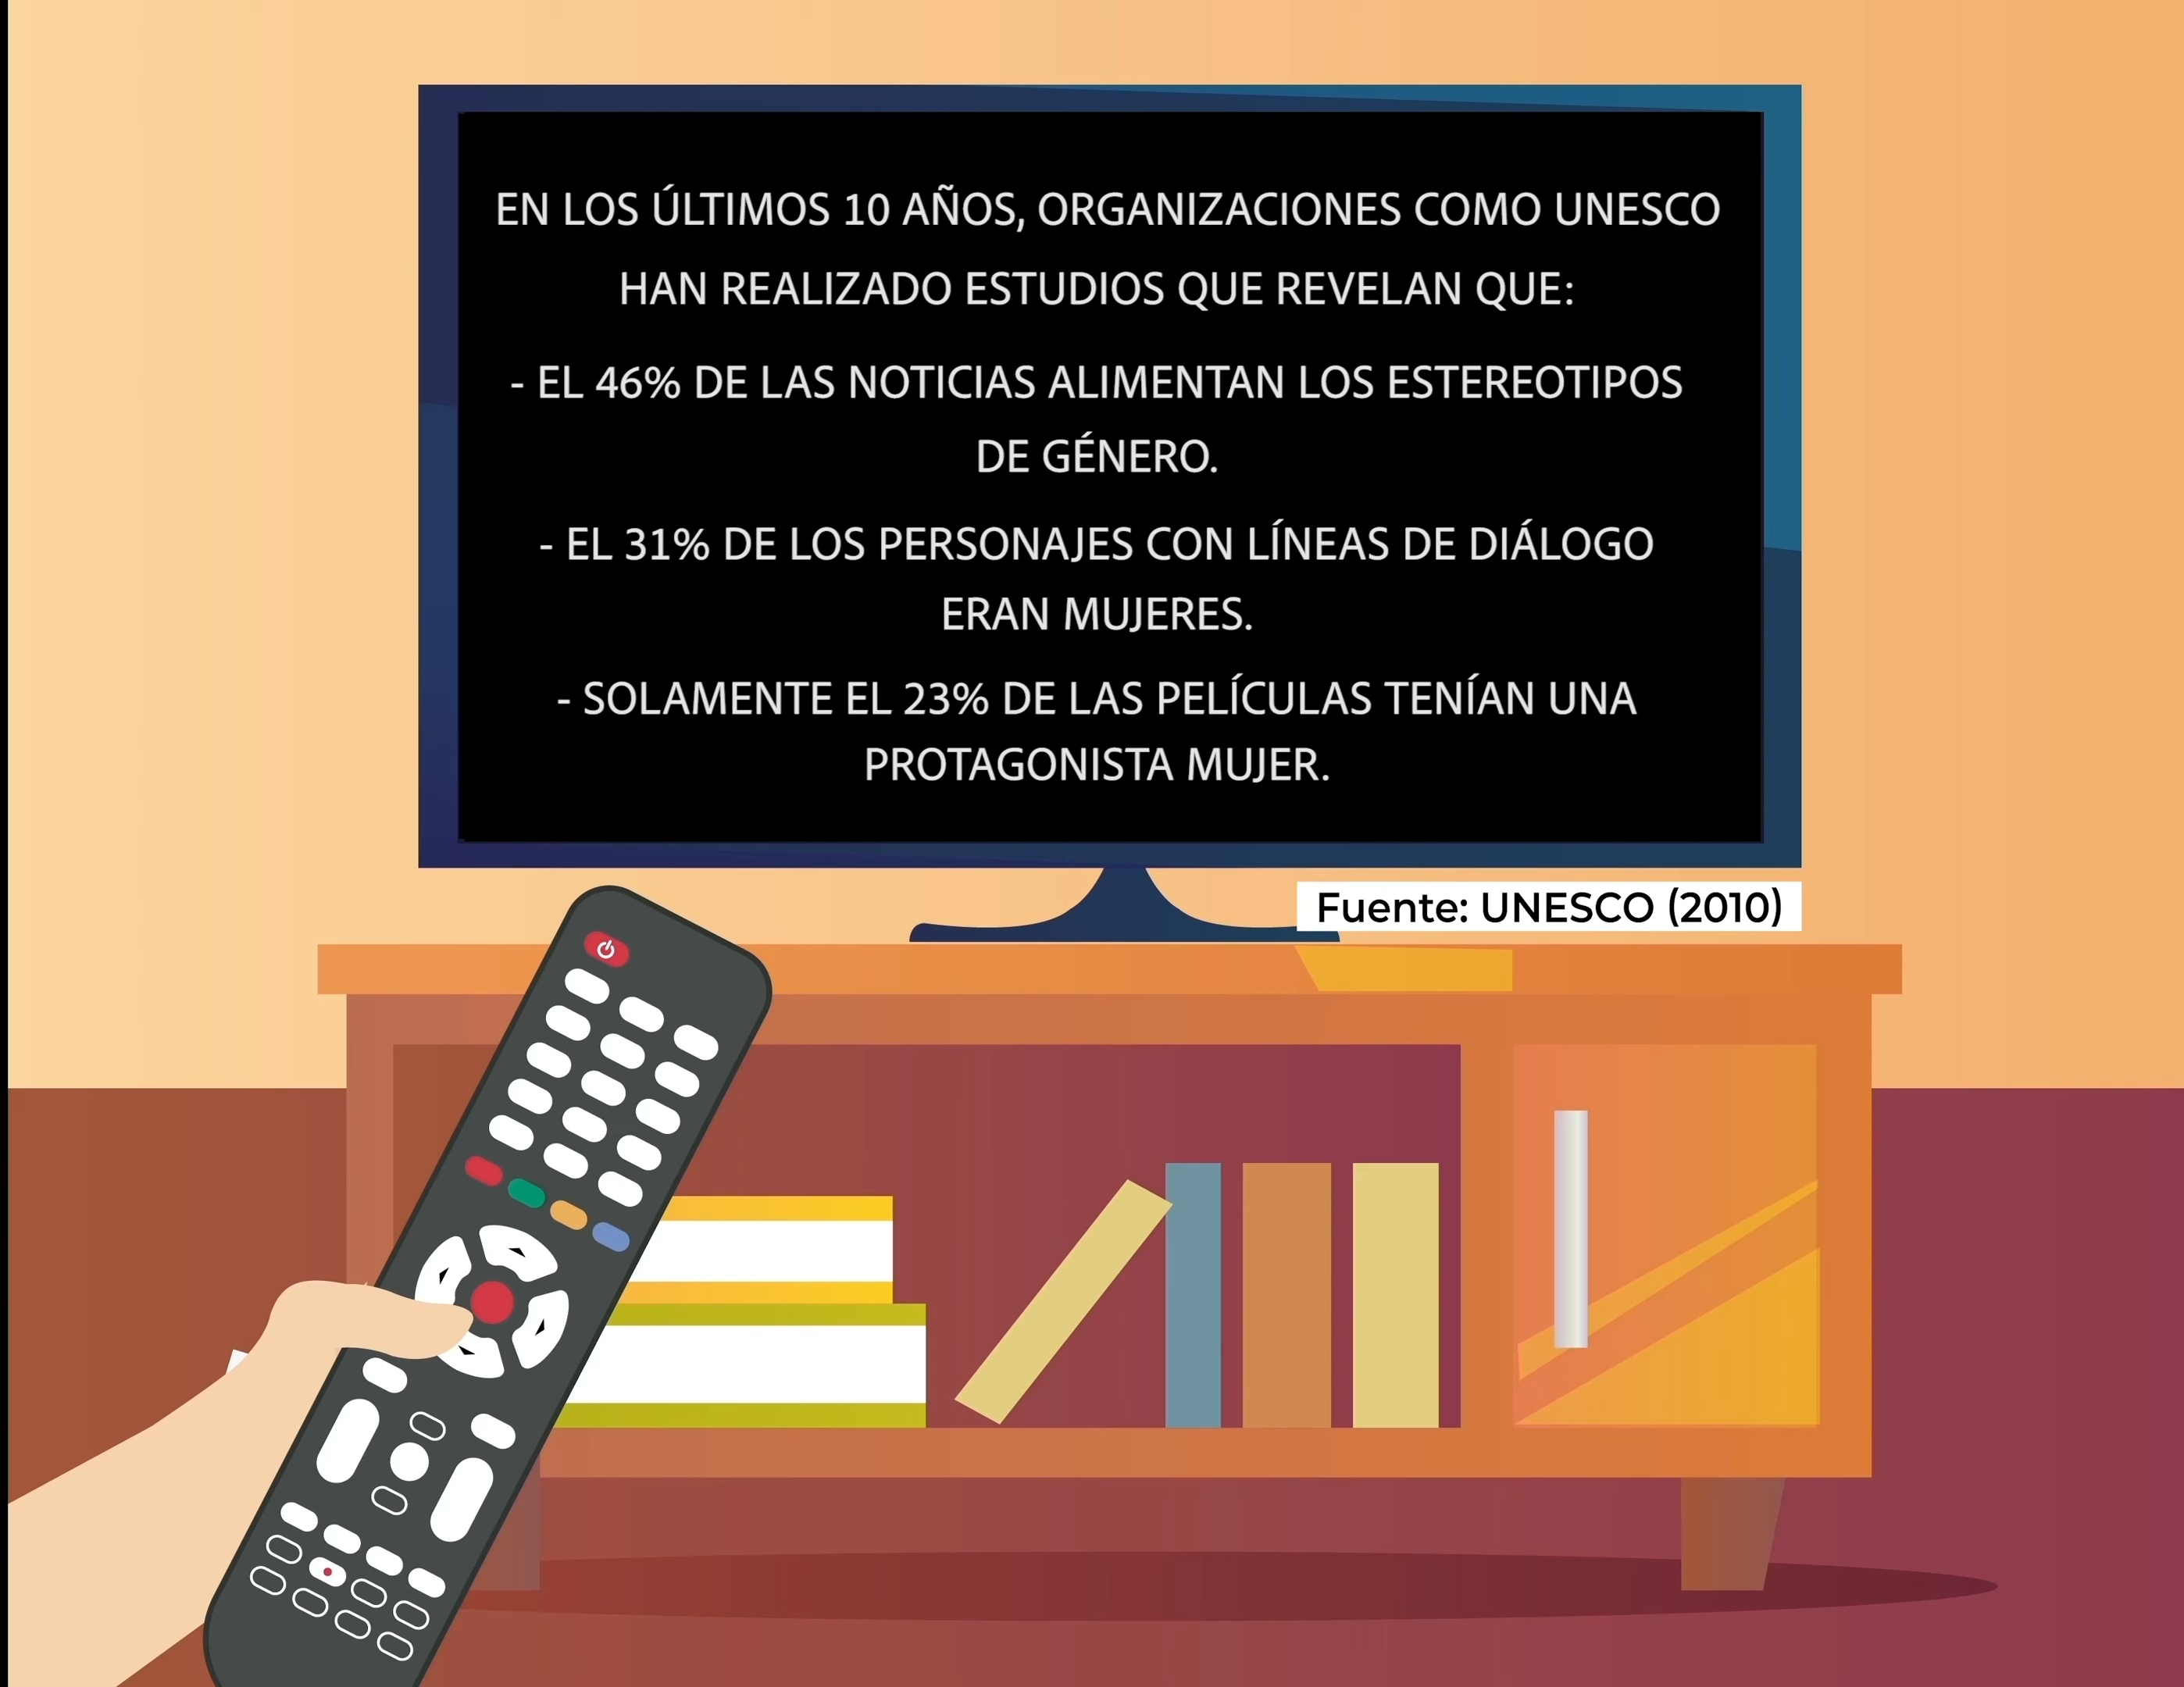 EN LOS ÚLTIMOS 10 AÑOS, ORGANIZACIONES COMO UNESCO
HAN REALIZADO ESTUDIOS QUE REVELAN QUE:
- EL 46% DE LAS NOTICIAS ALIMENTAN LOS ESTEREOTIPOS
DE GÉNERO.
- EL 31% DE LOS PERSONAJES CON LÍNEAS DE DIÁLOGO
ERAN MUJERES.
- SOLAMENTE EL 23% DE LAS PELÍCULAS TENÍAN UNA
PROTAGONISTA MUJER.
Fuente: UNESCO (2010)